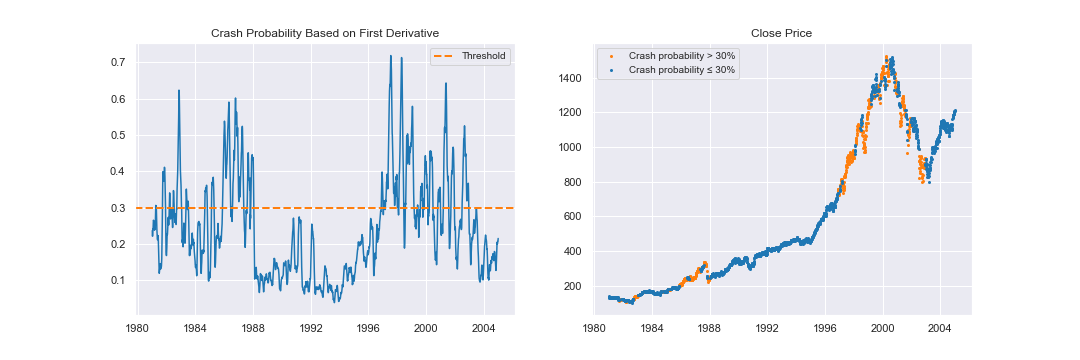 Crash Probability Based on First Derivative
Threshold
0.7
0.6
0.5
0.4
0.3
0.2
0.1
1980 1984 1988 1992 1996 2000 2004
Close Price
Crash probability > 30%
Crash probability ≤ 30%
1400
1200
1000
800
600
400
200
1980 1984 1988 1992 1996 2000 2004